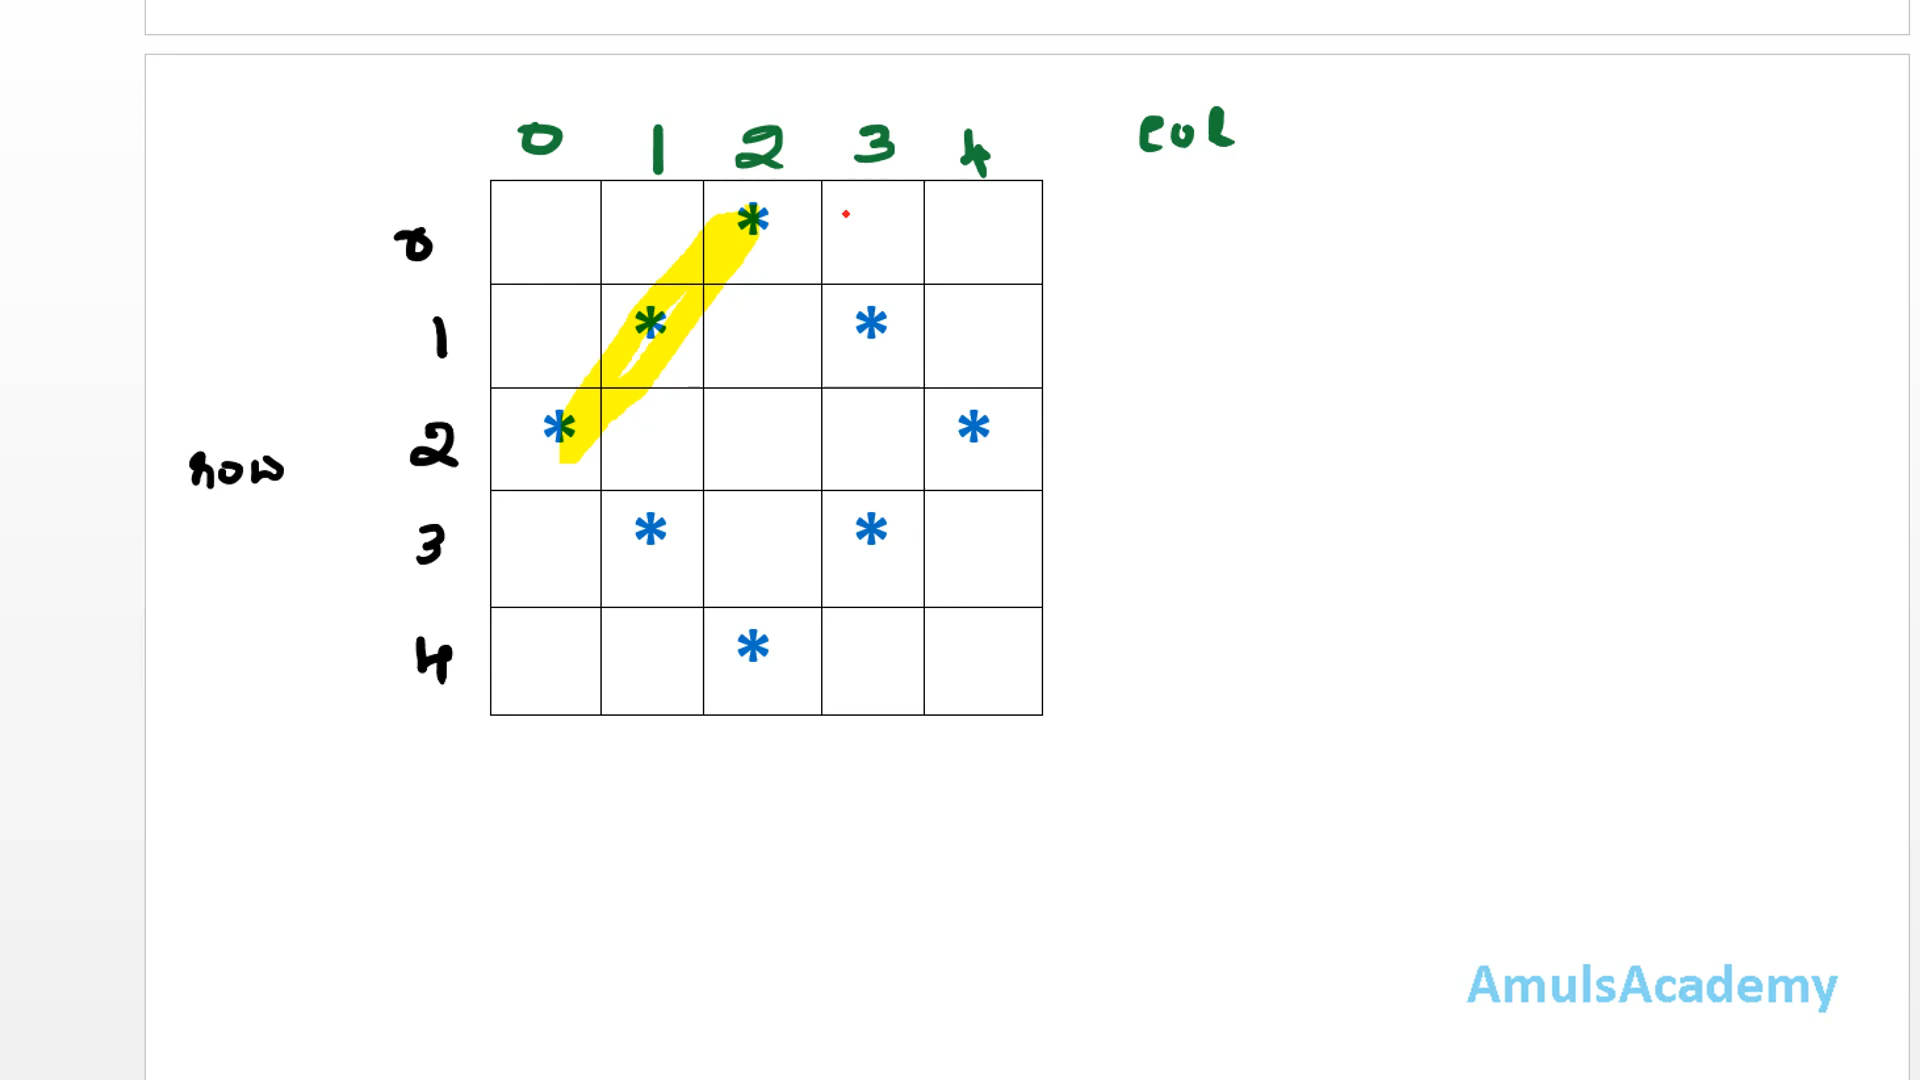 0 1 2 3 4 col
0 *
1 * *
row 2 * *
3 * *
4 *
AmulsAcademy